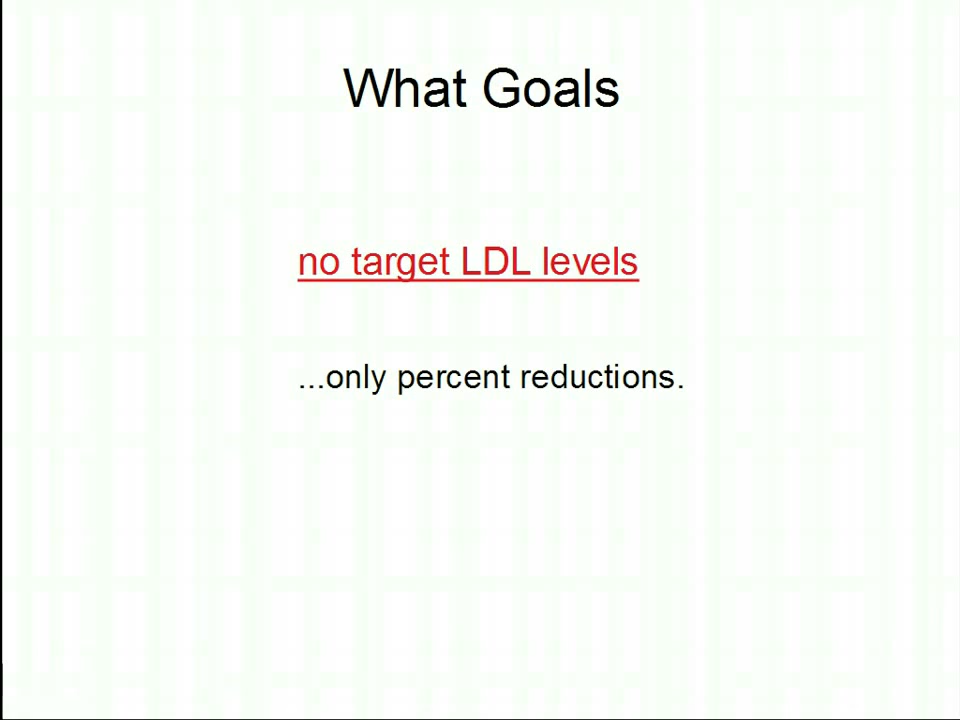 What Goals
no target LDL levels
...only percent reductions.